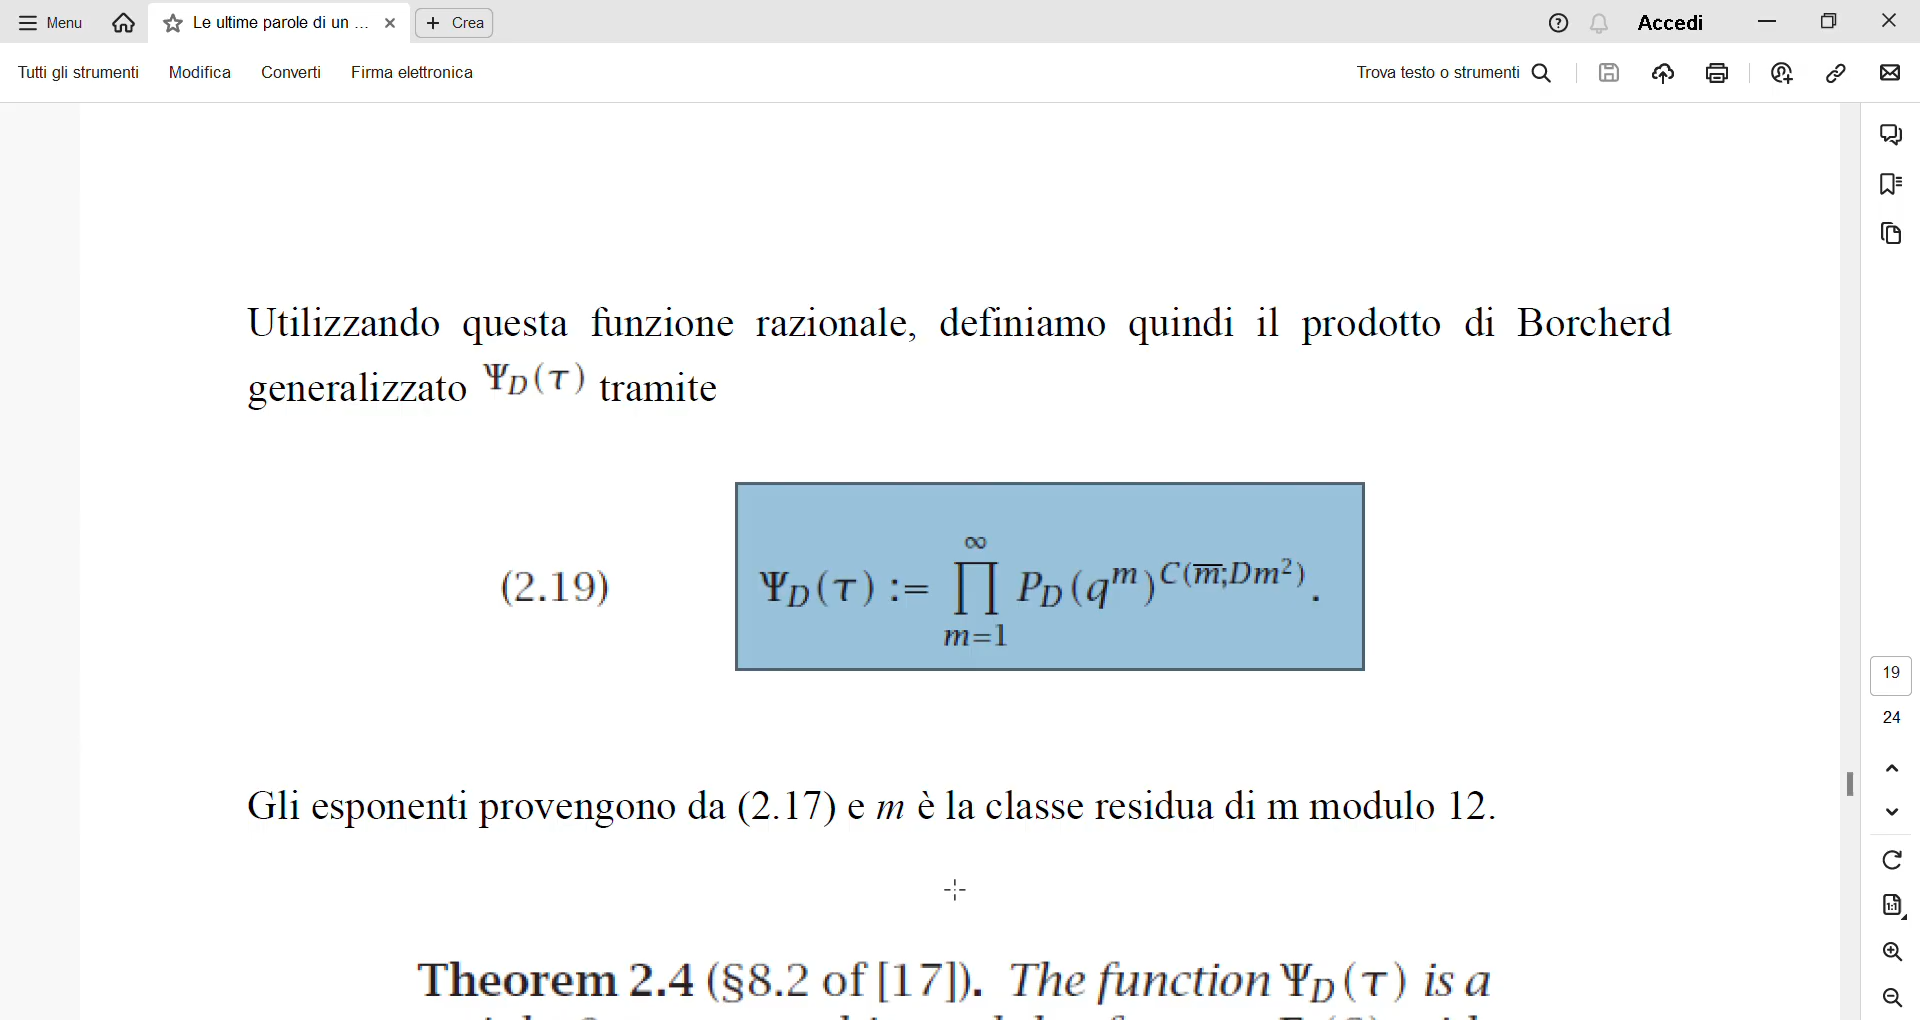 Menu
Le ultime parole di un ...
Crea
Accedi
Tutti gli strumenti Modifica Converti Firma elettronica
Trova testo o strumenti
Utilizzando questa funzione razionale, definiamo quindi il prodotto di Borcherd
generalizzato Ψ_D(τ) tramite
(2.19) Ψ_D(τ) := ∏_{m=1}^{∞} P_D(q^m)^{C(m̅;Dm²)}.
Gli esponenti provengono da (2.17) e m è la classe residua di m modulo 12.
Theorem 2.4 (§8.2 of [17]). The function Ψ_D(τ) is a
19
24
1:1